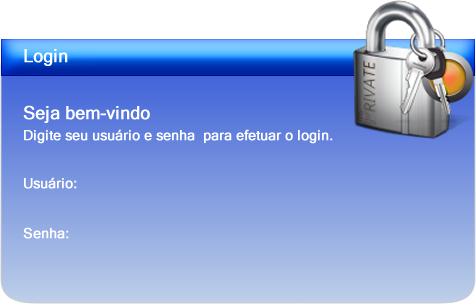 Login
PRIVATE
Seja bem-vindo
Digite seu usuário e senha  para efetuar o login.
Usuário:
Senha: